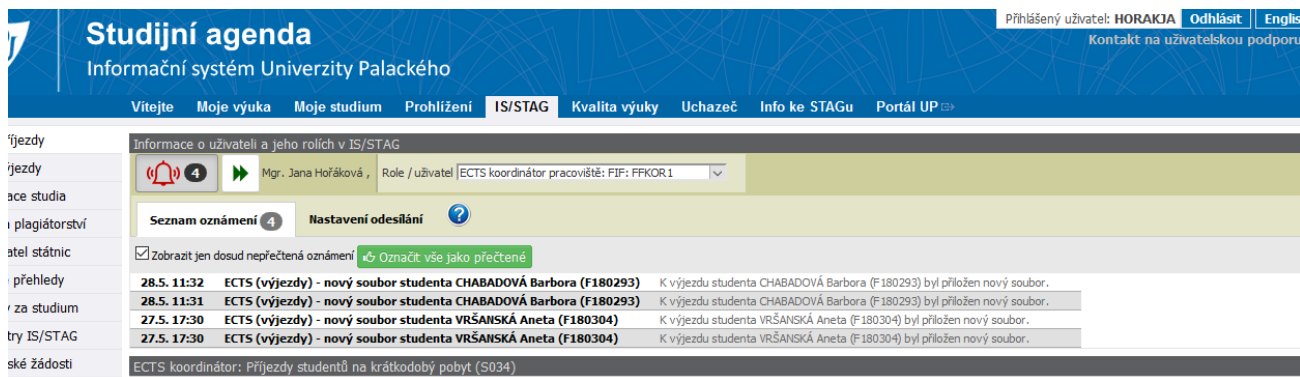 Přihlášený uživatel: HORAKJA Odhlásit
Studijní agenda
Kontakt na uživatelskou
Informační systém Univerzity Palackého
Vítejte Moje výuka Moje studium Prohlížení IS/STAG Kvalita výuky Uchazeč Info ke STAGu Portál UP
Informace o uživateli a jeho rolích v IS/STAG
4 Mgr. Jana Hořáková , Role / uživatel ECTS koordinátor pracoviště: FIF: FFKOR1
studia
plagiátorství
Seznam oznámení 4 Nastavení odesílání ?
státnic
Zobrazit jen dosud nepřečtená oznámení Označit vše jako přečtené
přehledy
28.5. 11:32 ECTS (výjezdy) - nový soubor studenta CHABADOVÁ Barbora (F180293) K výjezdu studenta CHABADOVÁ Barbora (F180293) byl přiložen nový soubor.
28.5. 11:31 ECTS (výjezdy) - nový soubor studenta CHABADOVÁ Barbora (F180293) K výjezdu studenta CHABADOVÁ Barbora (F180293) byl přiložen nový soubor.
za studium
27.5. 17:30 ECTS (výjezdy) - nový soubor studenta VRŠANSKÁ Aneta (F180304) K výjezdu studenta VRŠANSKÁ Aneta (F180304) byl přiložen nový soubor.
IS/STAG
27.5. 17:30 ECTS (výjezdy) - nový soubor studenta VRŠANSKÁ Aneta (F180304) K výjezdu studenta VRŠANSKÁ Aneta (F180304) byl přiložen nový soubor.
žádosti
ECTS koordinátor: Příjezdy studentů na krátkodobý pobyt (S034)